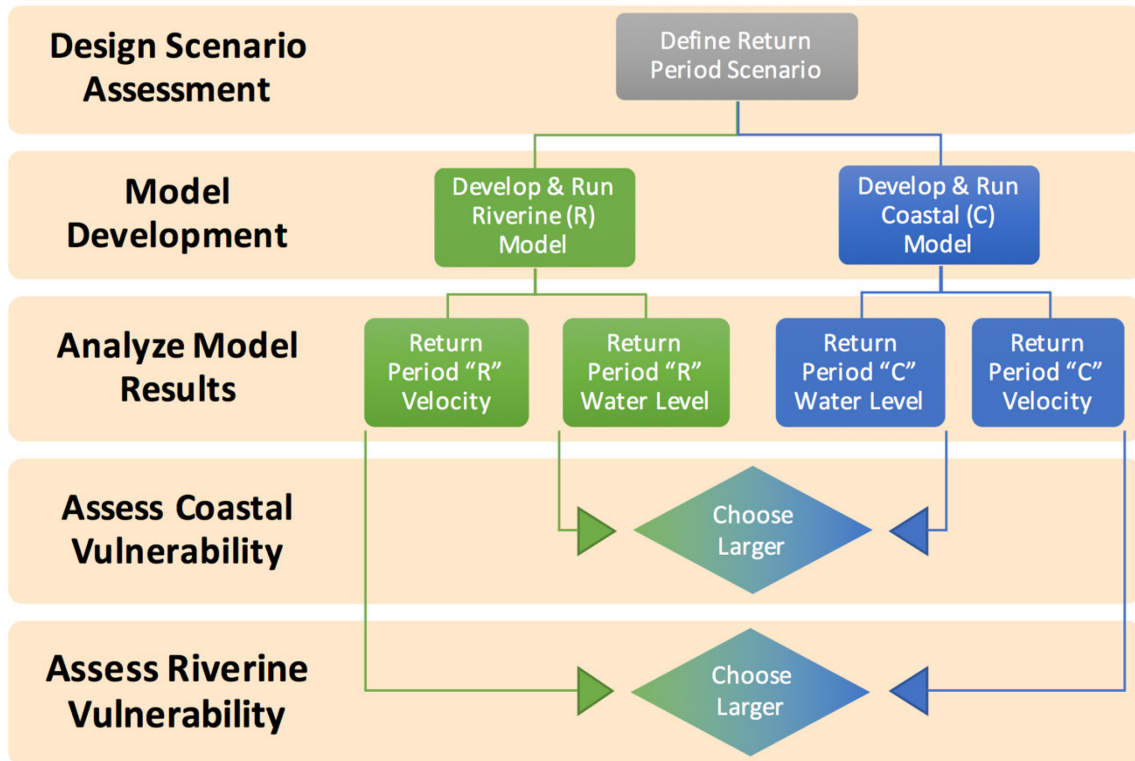 Design Scenario
Assessment
Define Return
Period Scenario
Model
Development
Develop & Run
Riverine (R)
Model
Develop & Run
Coastal (C)
Model
Analyze Model
Results
Return
Period “R”
Velocity
Return
Period “R”
Water Level
Return
Period “C”
Water Level
Return
Period “C”
Velocity
Assess Coastal
Vulnerability
Choose
Larger
Assess Riverine
Vulnerability
Choose
Larger